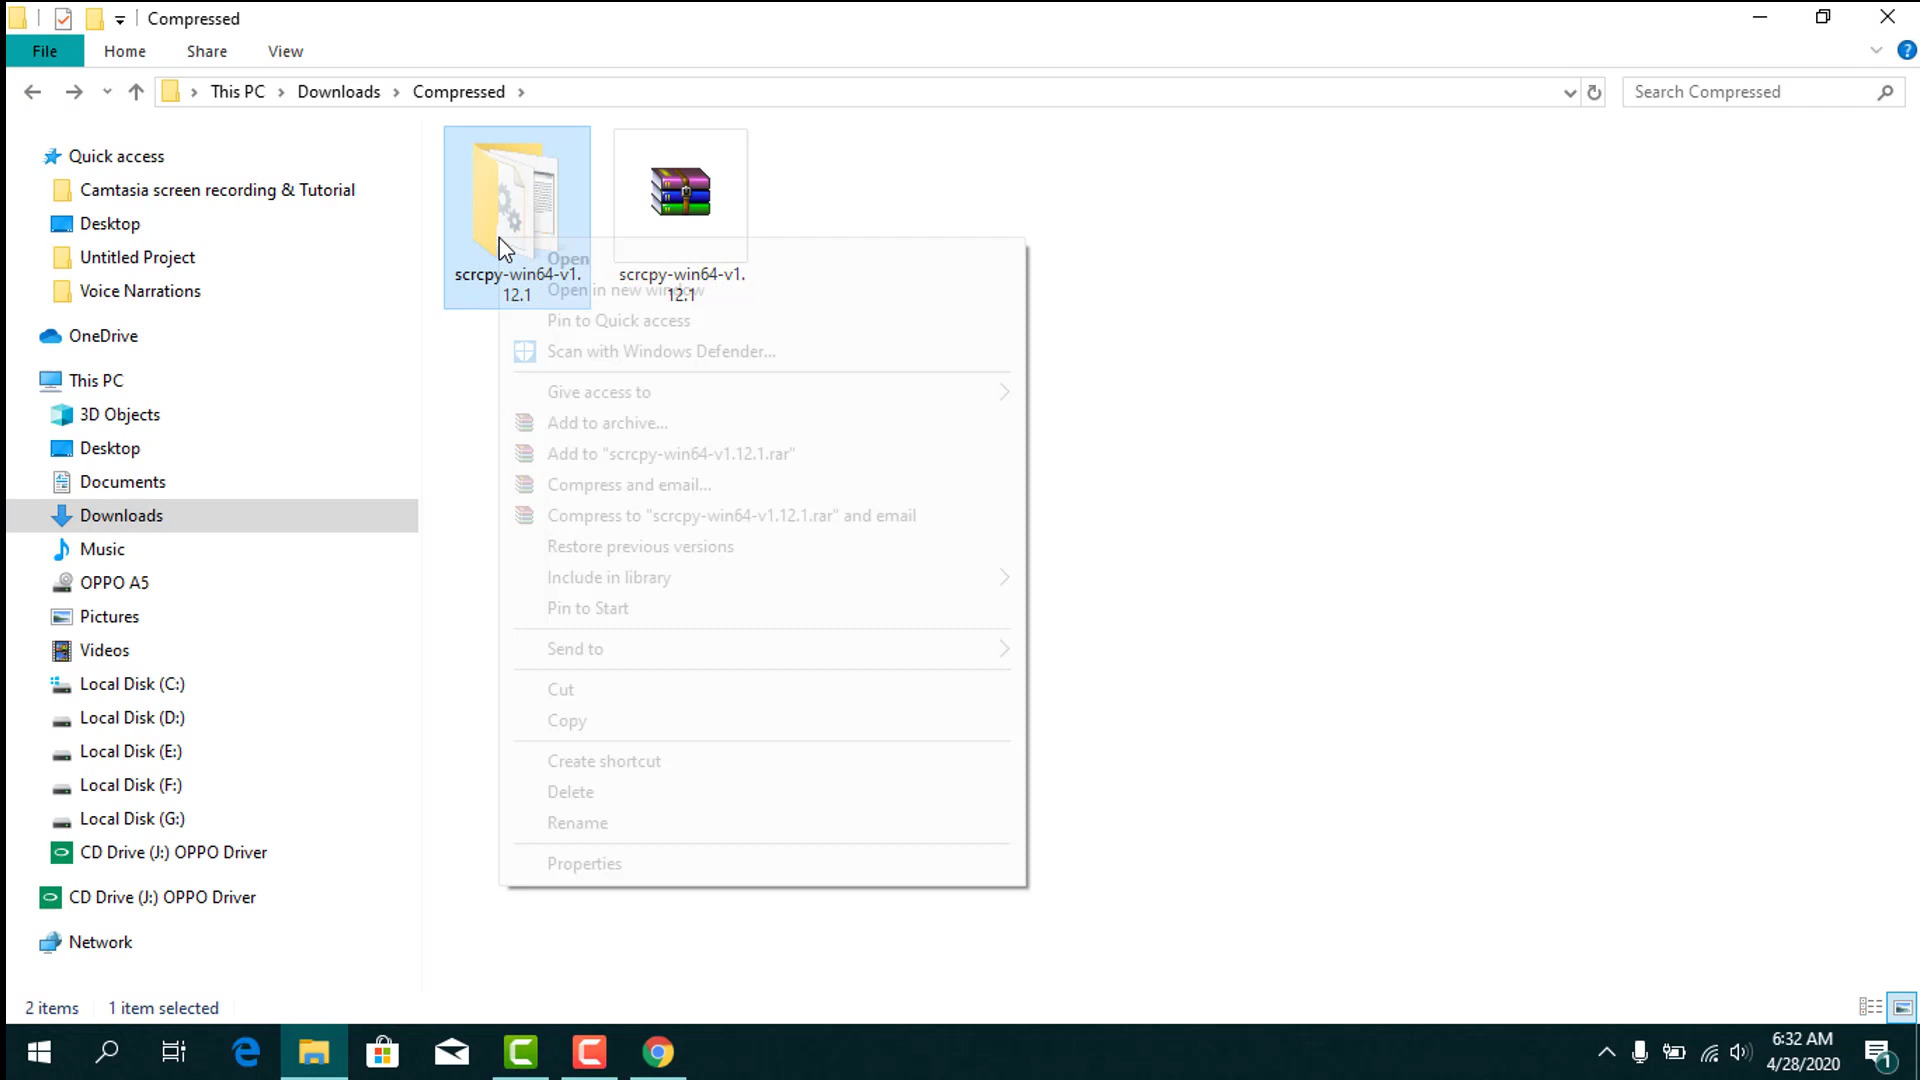 Compressed
File
Home
Share
View
This PC
Downloads
Compressed
Search Compressed
Quick access
Camtasia screen recording & Tutorial
Desktop
Untitled Project
Voice Narrations
OneDrive
This PC
3D Objects
Desktop
Documents
Downloads
Music
OPPO A5
Pictures
Videos
Local Disk (C:)
Local Disk (D:)
Local Disk (E:)
Local Disk (F:)
Local Disk (G:)
CD Drive (J:) OPPO Driver
CD Drive (J:) OPPO Driver
Network
scrcpy-win64-v1.
12.1
scrcpy-win64-v1.
12.1
Open
Open in new window
Pin to Quick access
Scan with Windows Defender...
Give access to
Add to archive...
Add to "scrcpy-win64-v1.12.1.rar"
Compress and email...
Compress to "scrcpy-win64-v1.12.1.rar" and email
Restore previous versions
Include in library
Pin to Start
Send to
Cut
Copy
Create shortcut
Delete
Rename
Properties
2 items
1 item selected
6:32 AM
4/28/2020
1